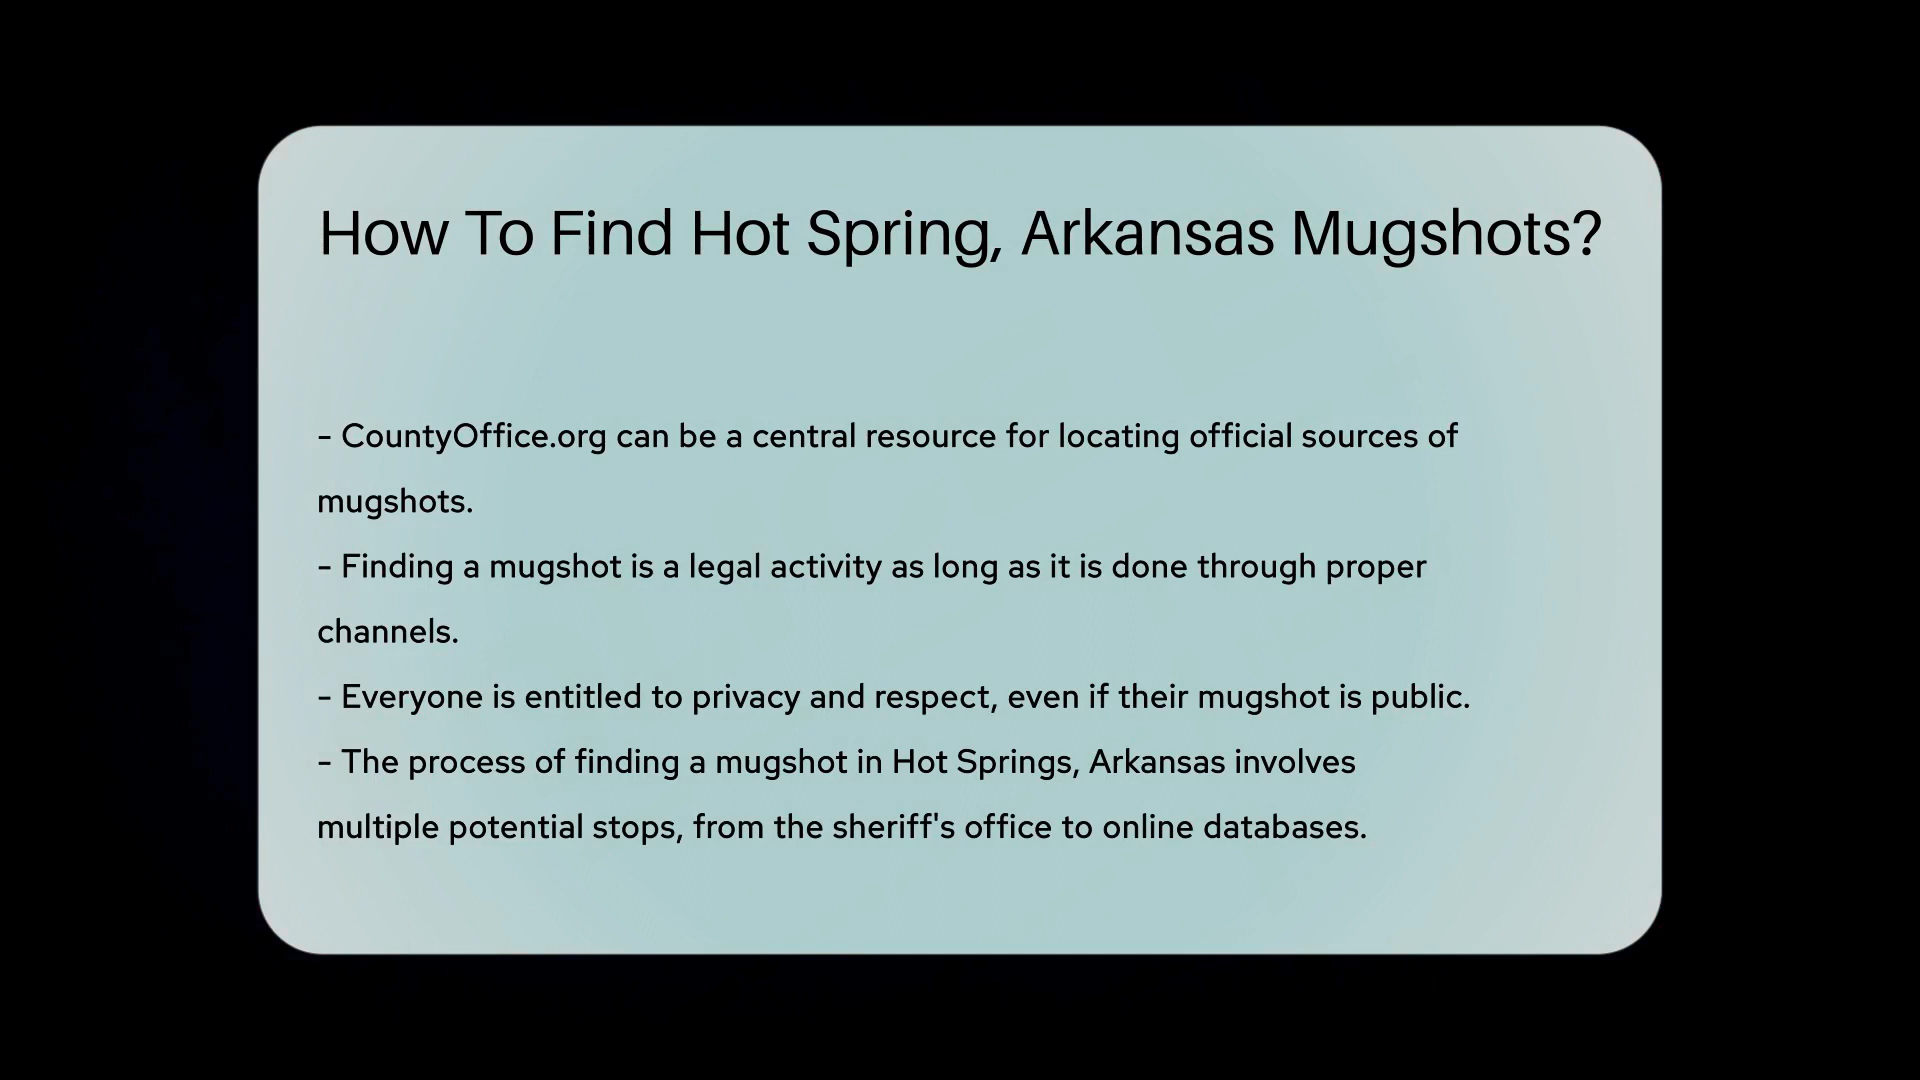 How To Find Hot Spring, Arkansas Mugshots?
- CountyOffice.org can be a central resource for locating official sources of
mugshots.
- Finding a mugshot is a legal activity as long as it is done through proper
channels.
- Everyone is entitled to privacy and respect, even if their mugshot is public.
- The process of finding a mugshot in Hot Springs, Arkansas involves
multiple potential stops, from the sheriff's office to online databases.